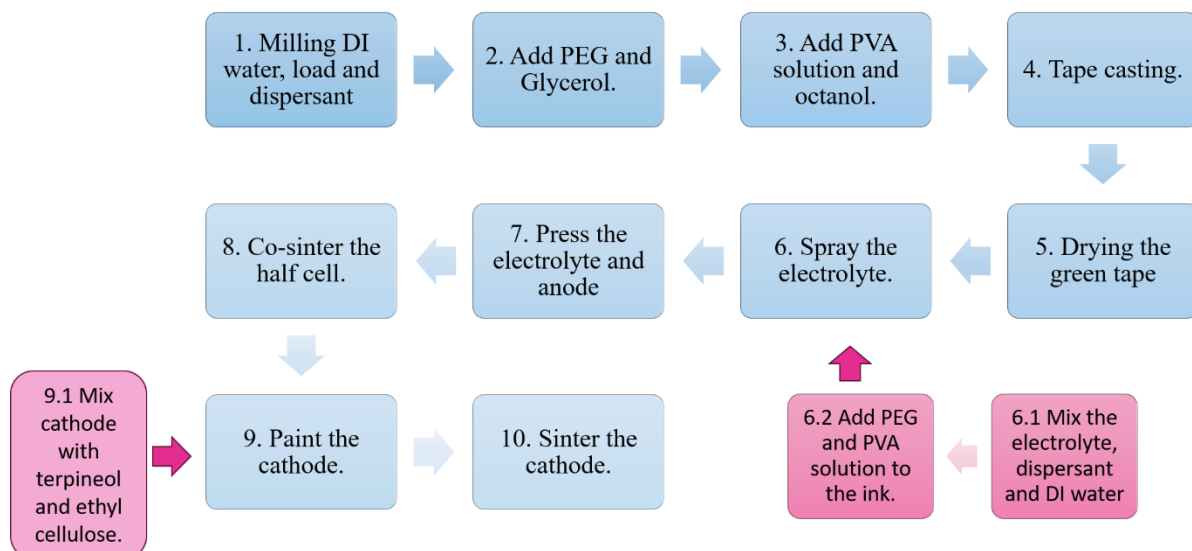 1. Milling DI
water, load and
dispersant
2. Add PEG and
Glycerol.
3. Add PVA
solution and
octanol.
4. Tape casting.
8. Co-sinter the
half cell.
7. Press the
electrolyte and
anode
6. Spray the
electrolyte.
5. Drying the
green tape
9.1 Mix
cathode
with
terpineol
and ethyl
cellulose.
9. Paint the
cathode.
10. Sinter the
cathode.
6.2 Add PEG
and PVA
solution to
the ink.
6.1 Mix the
electrolyte,
dispersant
and DI water